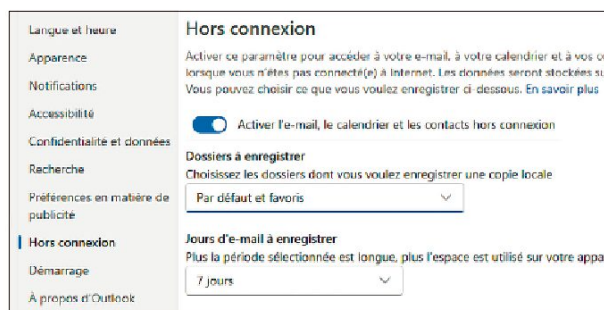 Langue et heure
Apparence
Notifications
Accessibilité
Confidentialité et données
Recherche
Préférences en matière de
publicité
Hors connexion
Démarrage
À propos d'Outlook
Hors connexion
Activer ce paramètre pour accéder à votre e-mail, à votre calendrier et à vos
lorsque vous n'êtes pas connecté(e) à Internet. Les données seront stockées
Vous pouvez choisir ce que vous voulez enregistrer ci-dessous. En savoir plus
Activer l'e-mail, le calendrier et les contacts hors connexion
Dossiers à enregistrer
Choisissez les dossiers dont vous voulez enregistrer une copie locale
Par défaut et favoris
Jours d'e-mail à enregistrer
Plus la période sélectionnée est longue, plus l'espace est utilisé sur votre
7 jours